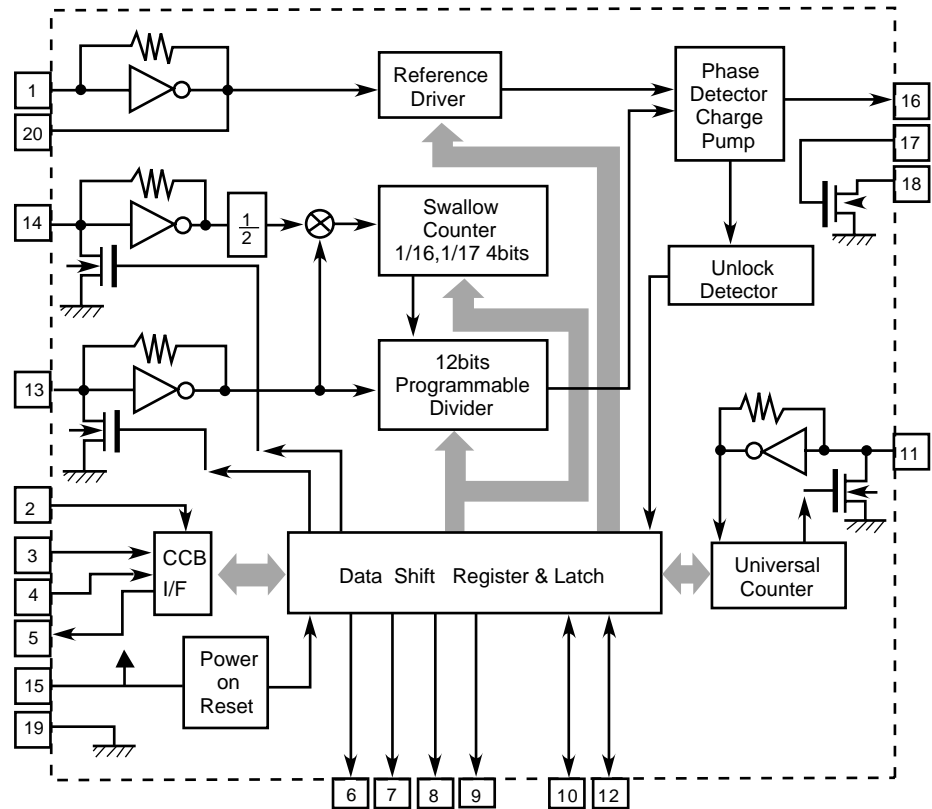 1
Reference
Driver
Phase
Detector
Charge
Pump
16
20
17
18
14
1
2
Swallow
Counter
1/16,1/17 4bits
Unlock
Detector
13
12bits
Programmable
Divider
11
2
3
CCB
I/F
4
5
Data Shift Register & Latch
Universal
Counter
15
Power
on
Reset
19
6
7
8
9
10
12